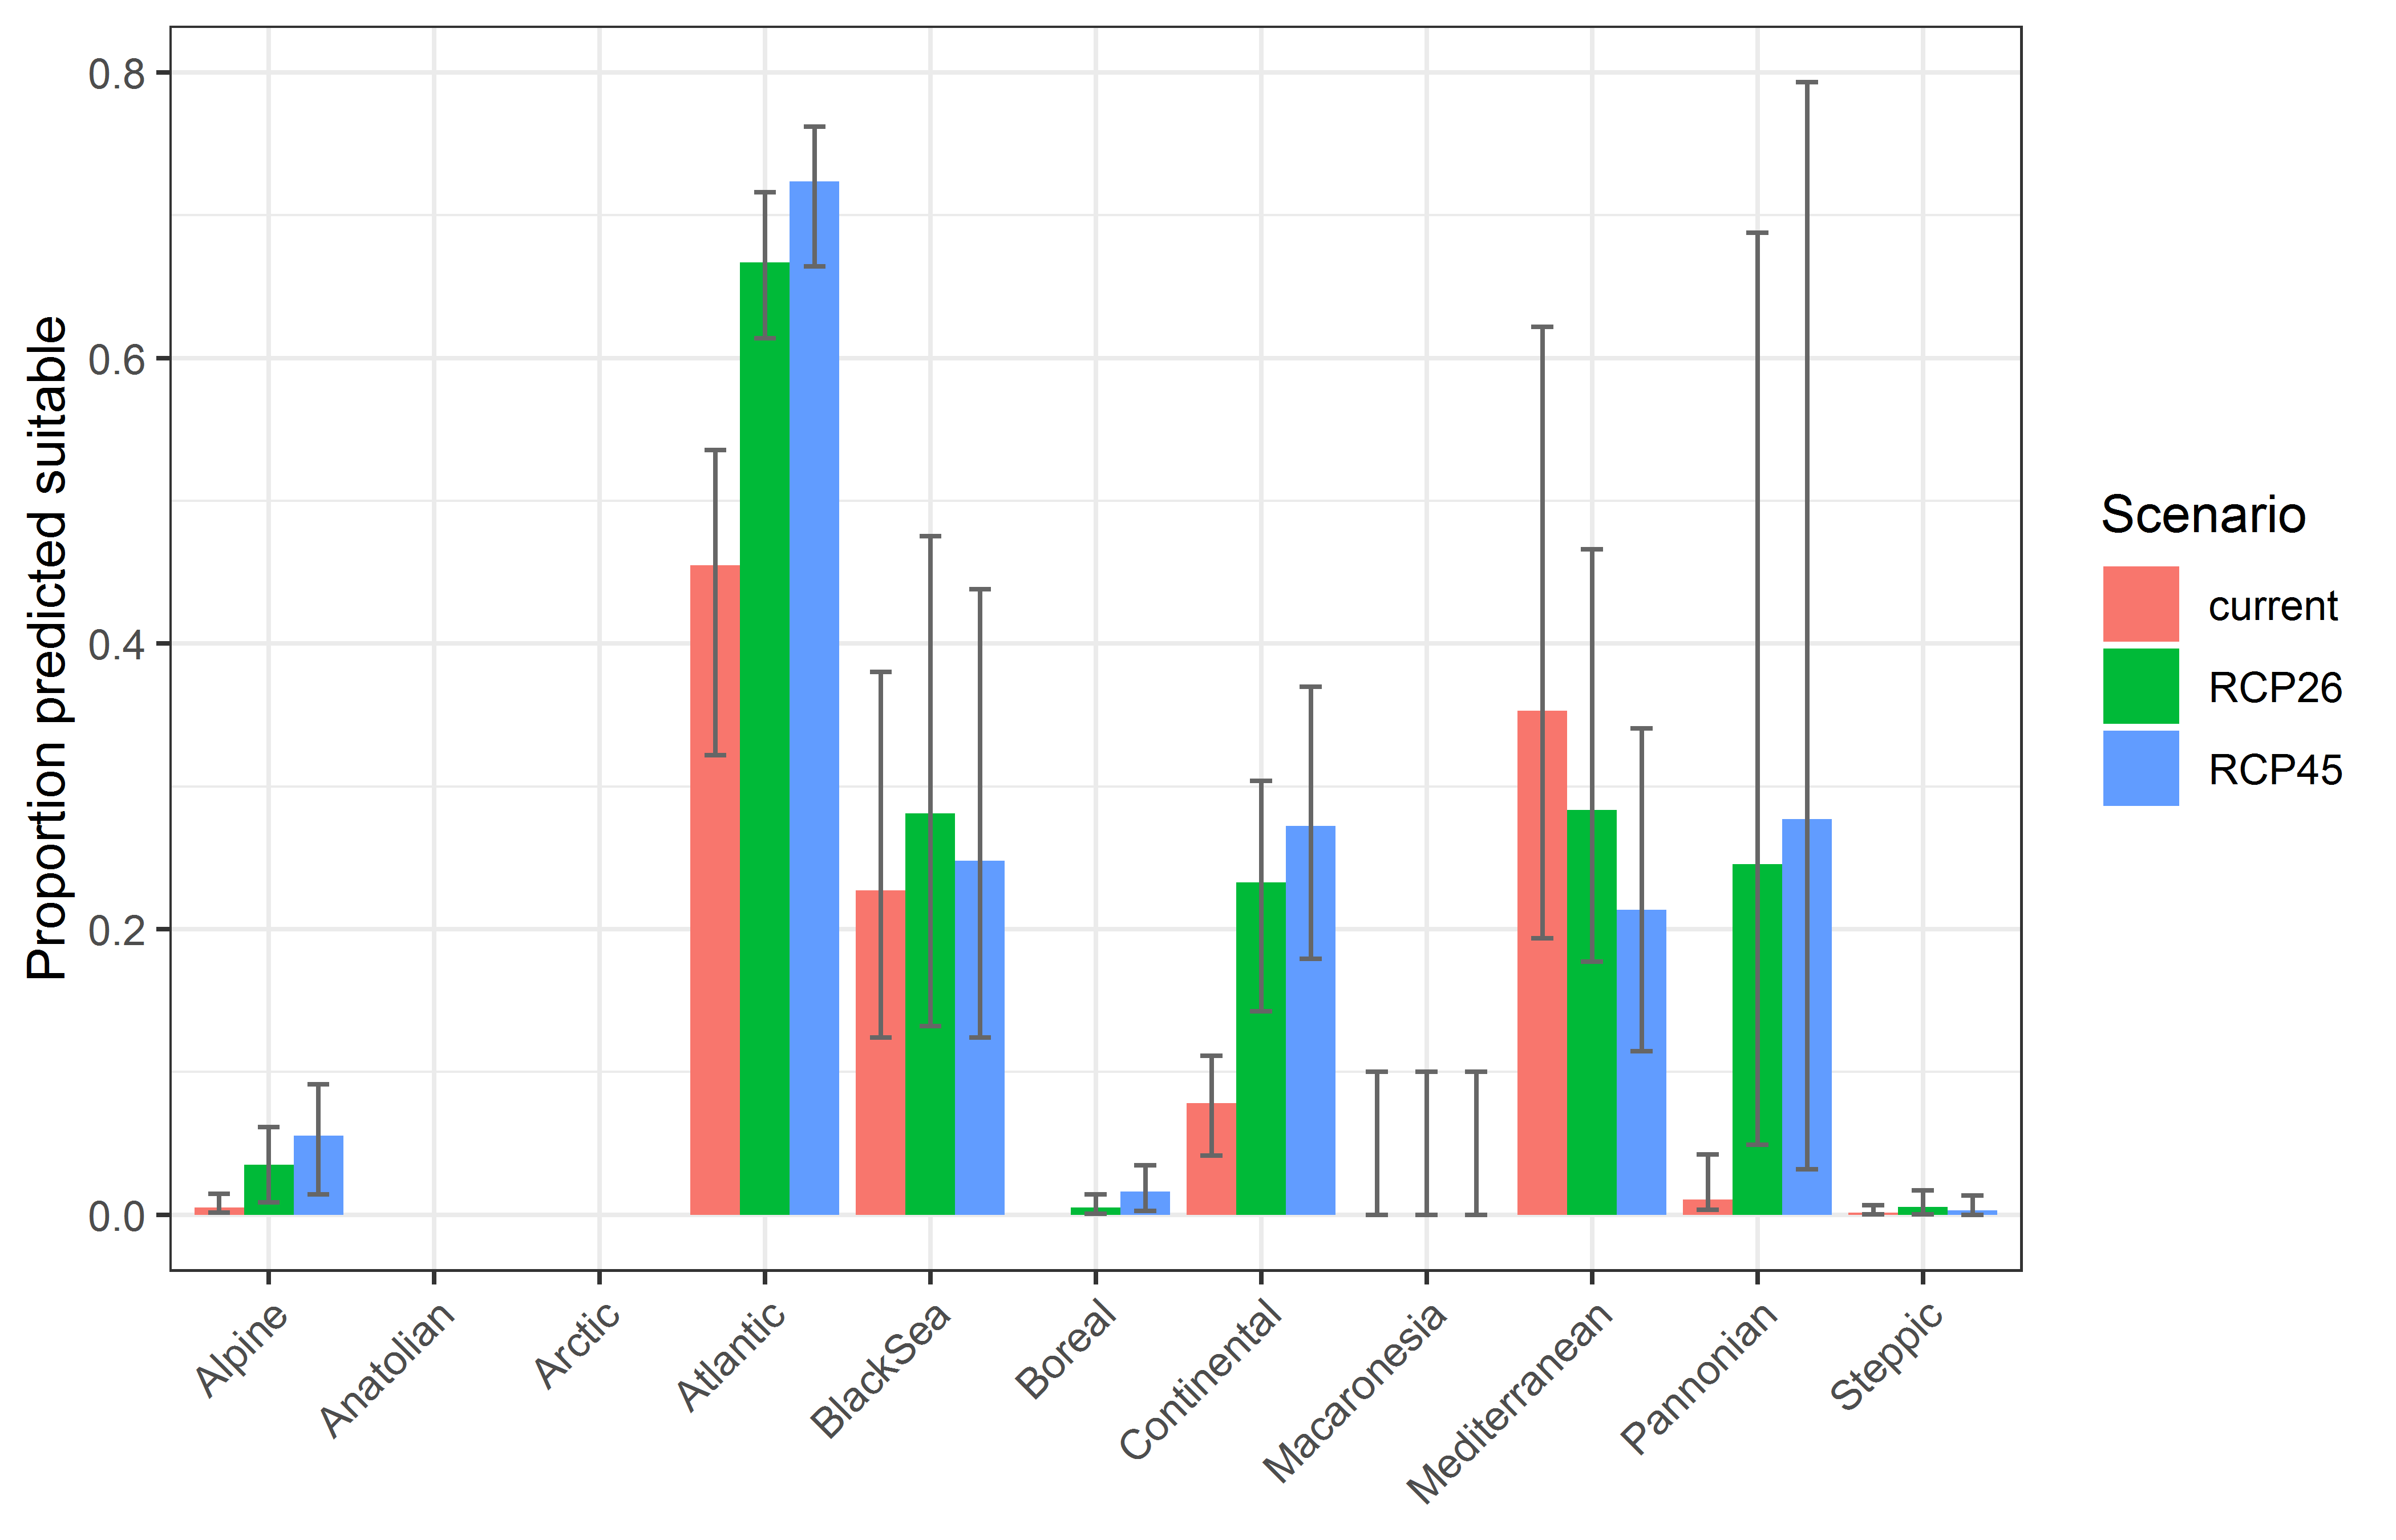 Proportion predicted suitable
0.8
0.6
0.4
0.2
0.0
Alpine
Anatolian
Arctic
Atlantic
BlackSea
Boreal
Continental
Macaronesia
Mediterranean
Pannonian
Steppic
Scenario
current
RCP26
RCP45